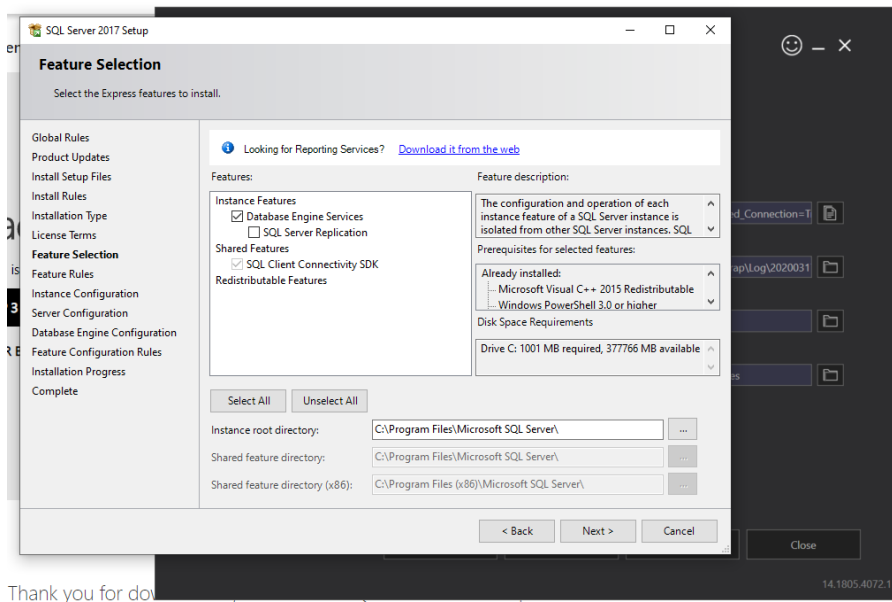 SQL Server 2017 Setup
Feature Selection
Select the Express features to install.
Global Rules
Product Updates
Install Setup Files
Install Rules
Installation Type
License Terms
Feature Selection
Feature Rules
Instance Configuration
Server Configuration
Database Engine Configuration
Feature Configuration Rules
Installation Progress
Complete
Looking for Reporting Services? Download it from the web
Features:
Instance Features
Database Engine Services
SQL Server Replication
Shared Features
SQL Client Connectivity SDK
Redistributable Features
Feature description:
The configuration and operation of each
instance feature of a SQL Server instance is
isolated from other SQL Server instances. SQL
Prerequisites for selected features:
Already installed:
Microsoft Visual C++ 2015 Redistributable
Windows PowerShell 3.0 or higher
Disk Space Requirements
Drive C: 1001 MB required, 377766 MB available
Select All
Unselect All
Instance root directory:
C:\Program Files\Microsoft SQL Server\
...
Shared feature directory:
C:\Program Files\Microsoft SQL Server\
...
Shared feature directory (x86):
C:\Program Files (x86)\Microsoft SQL Server\
...
< Back
Next >
Cancel
ed_Connection=T
rap\Log\2020031
es
Close
14.1805.4072.1
Thank you for dow